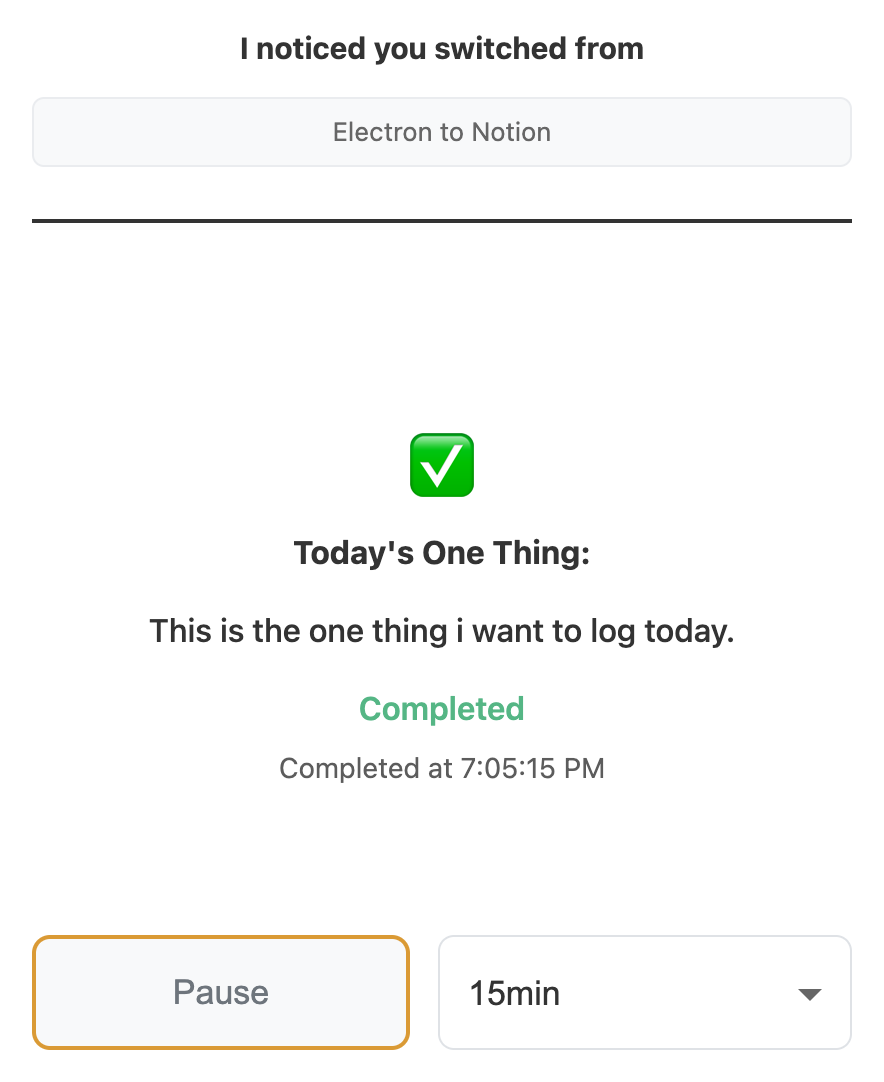 I noticed you switched from
Electron to Notion
Today's One Thing:
This is the one thing i want to log today.
Completed
Completed at 7:05:15 PM
Pause
15min